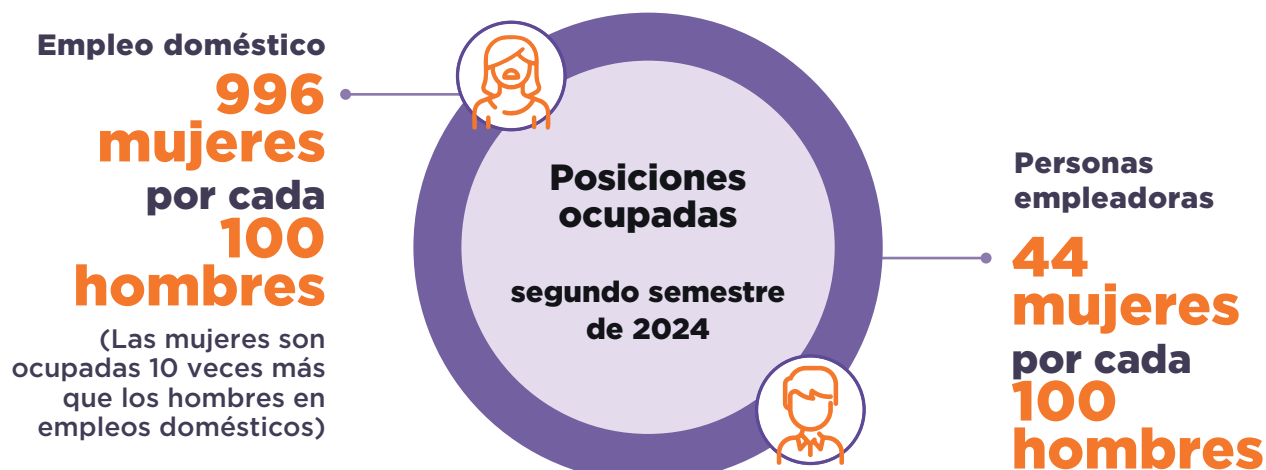 Empleo doméstico
996
mujeres
por cada
100
hombres
(Las mujeres son
ocupadas 10 veces más
que los hombres en
empleos domésticos)
Posiciones
ocupadas
segundo semestre
de 2024
Personas
empleadoras
44
mujeres
por cada
100
hombres